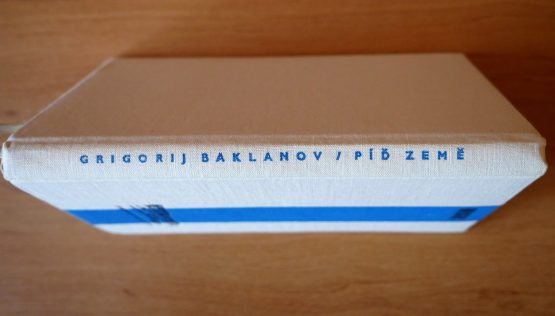 GRIGORIJ BAKLANOV / PÍĎ ZEMĚ